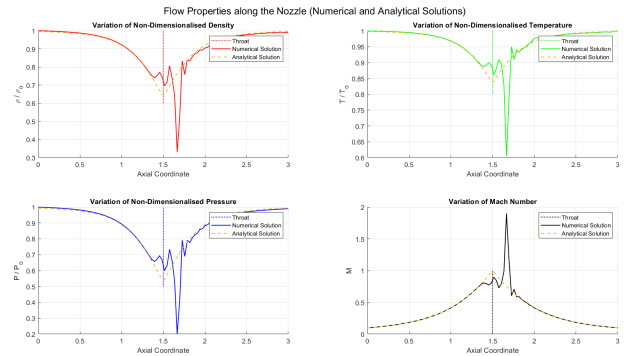 Flow Properties along the Nozzle (Numerical and Analytical Solutions)
Variation of Non-Dimensionalised Density
1
0.9
0.8
0.7
0.6
0.5
0.4
0.3
ρ / ρo
0 0.5 1 1.5 2 2.5 3
Axial Coordinate
Throat
Numerical Solution
Analytical Solution
Variation of Non-Dimensionalised Temperature
1
0.95
0.9
0.85
0.8
0.75
0.7
0.65
0.6
T / To
0 0.5 1 1.5 2 2.5 3
Axial Coordinate
Throat
Numerical Solution
Analytical Solution
Variation of Non-Dimensionalised Pressure
1
0.9
0.8
0.7
0.6
0.5
0.4
0.3
0.2
P / Po
0 0.5 1 1.5 2 2.5 3
Axial Coordinate
Throat
Numerical Solution
Analytical Solution
Variation of Mach Number
2
1.5
1
0.5
0
M
0 0.5 1 1.5 2 2.5 3
Axial Coordinate
Throat
Numerical Solution
Analytical Solution